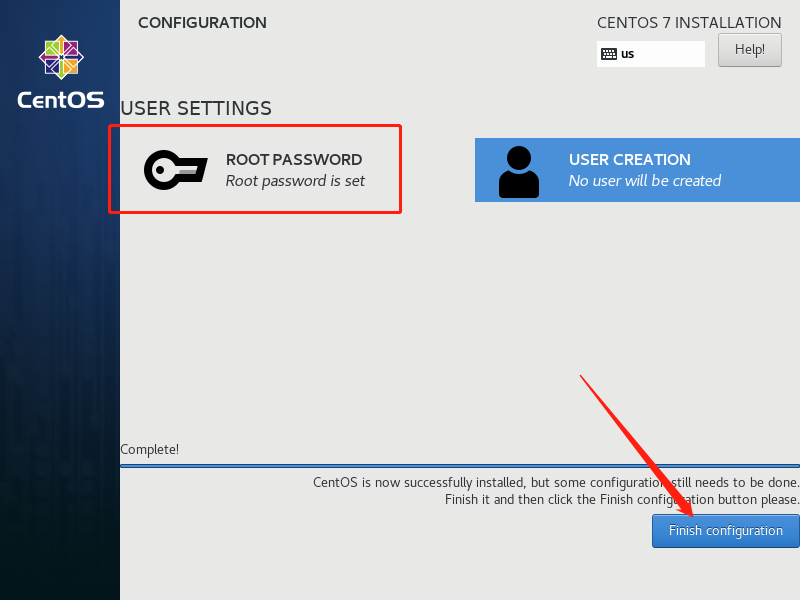 CONFIGURATION
CENTOS 7 INSTALLATION
us
Help!
CentOS
USER SETTINGS
ROOT PASSWORD
Root password is set
USER CREATION
No user will be created
Complete!
CentOS is now successfully installed, but some configuration still needs to be done.
Finish it and then click the Finish configuration button please.
Finish configuration